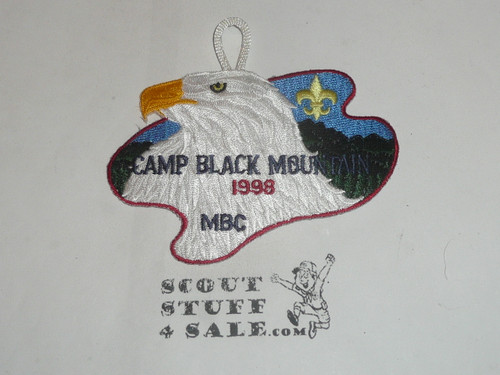 CAMP BLACK MOUNTAIN
1998
MBC
SCOUT
STUFF
4 SALE.com